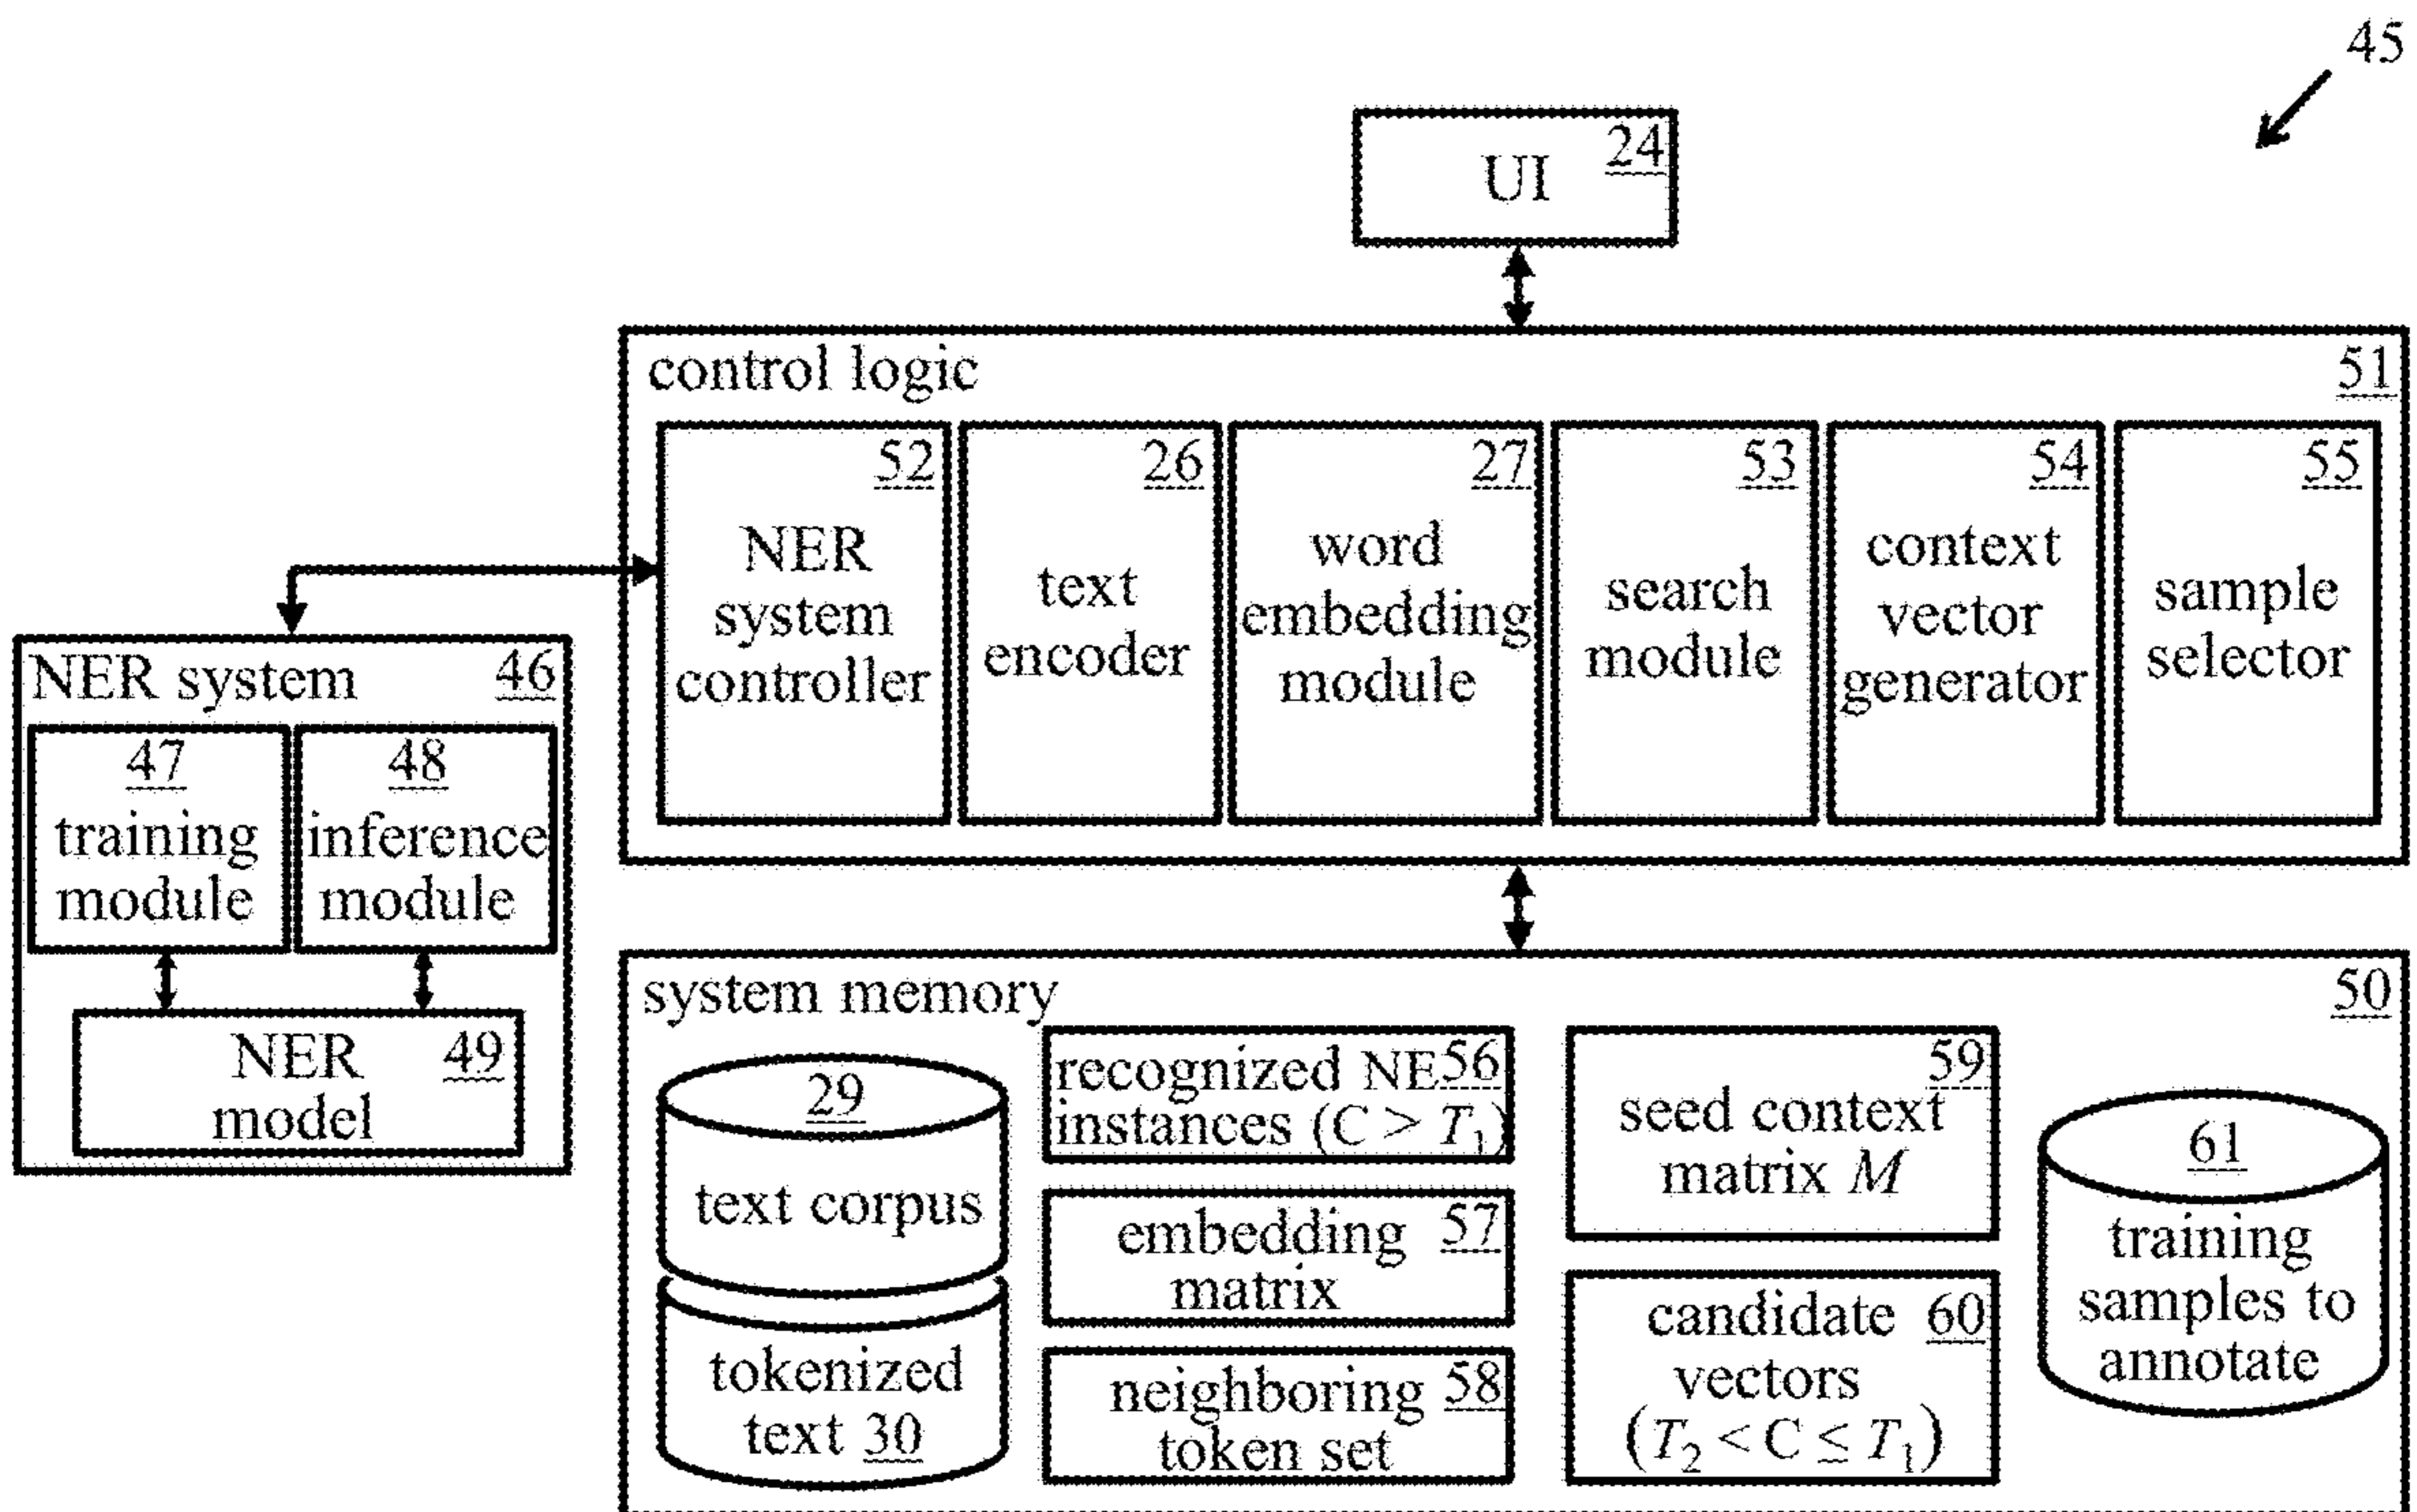 45
UI 24
control logic 51
52
NER
system
controller
26
text
encoder
27
word
embedding
module
53
search
module
54
context
vector
generator
55
sample
selector
NER system 46
47
training
module
48
inference
module
NER 49
model
system memory 50
29
text corpus
tokenized
text 30
recognized NE 56
instances (C > T₁)
embedding 57
matrix
neighboring 58
token set
59
seed context
matrix M
candidate 60
vectors
(T₂ < C ≤ T₁)
61
training
samples to
annotate